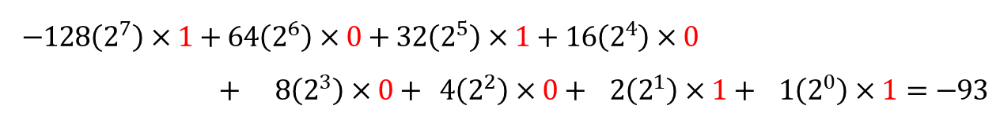 −128(2⁷) × 1 + 64(2⁶) × 0 + 32(2⁵) × 1 + 16(2⁴) × 0
+ 8(2³) × 0 + 4(2²) × 0 + 2(2¹) × 1 + 1(2⁰) × 1 = −93